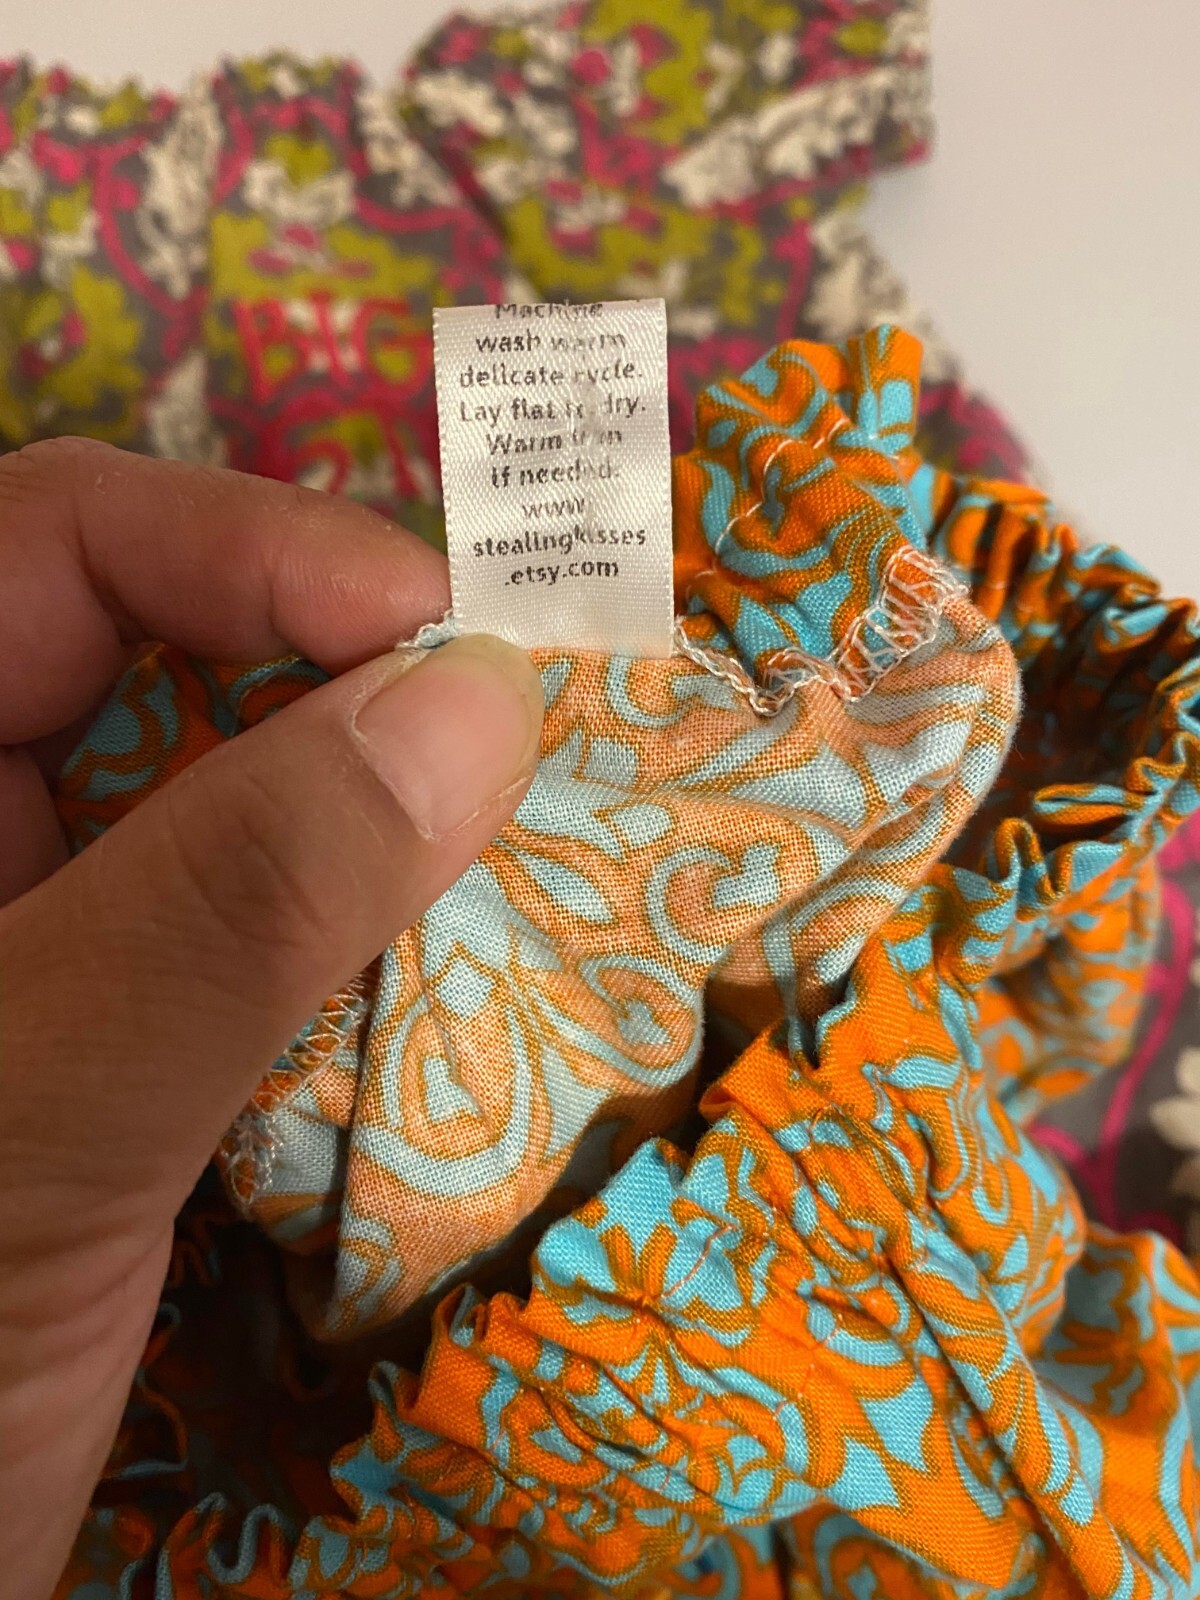 BIG
Machine
wash warm
delicate cycle.
Lay flat to dry.
Warm iron
if needed.
www.
stealingkisses
.etsy.com